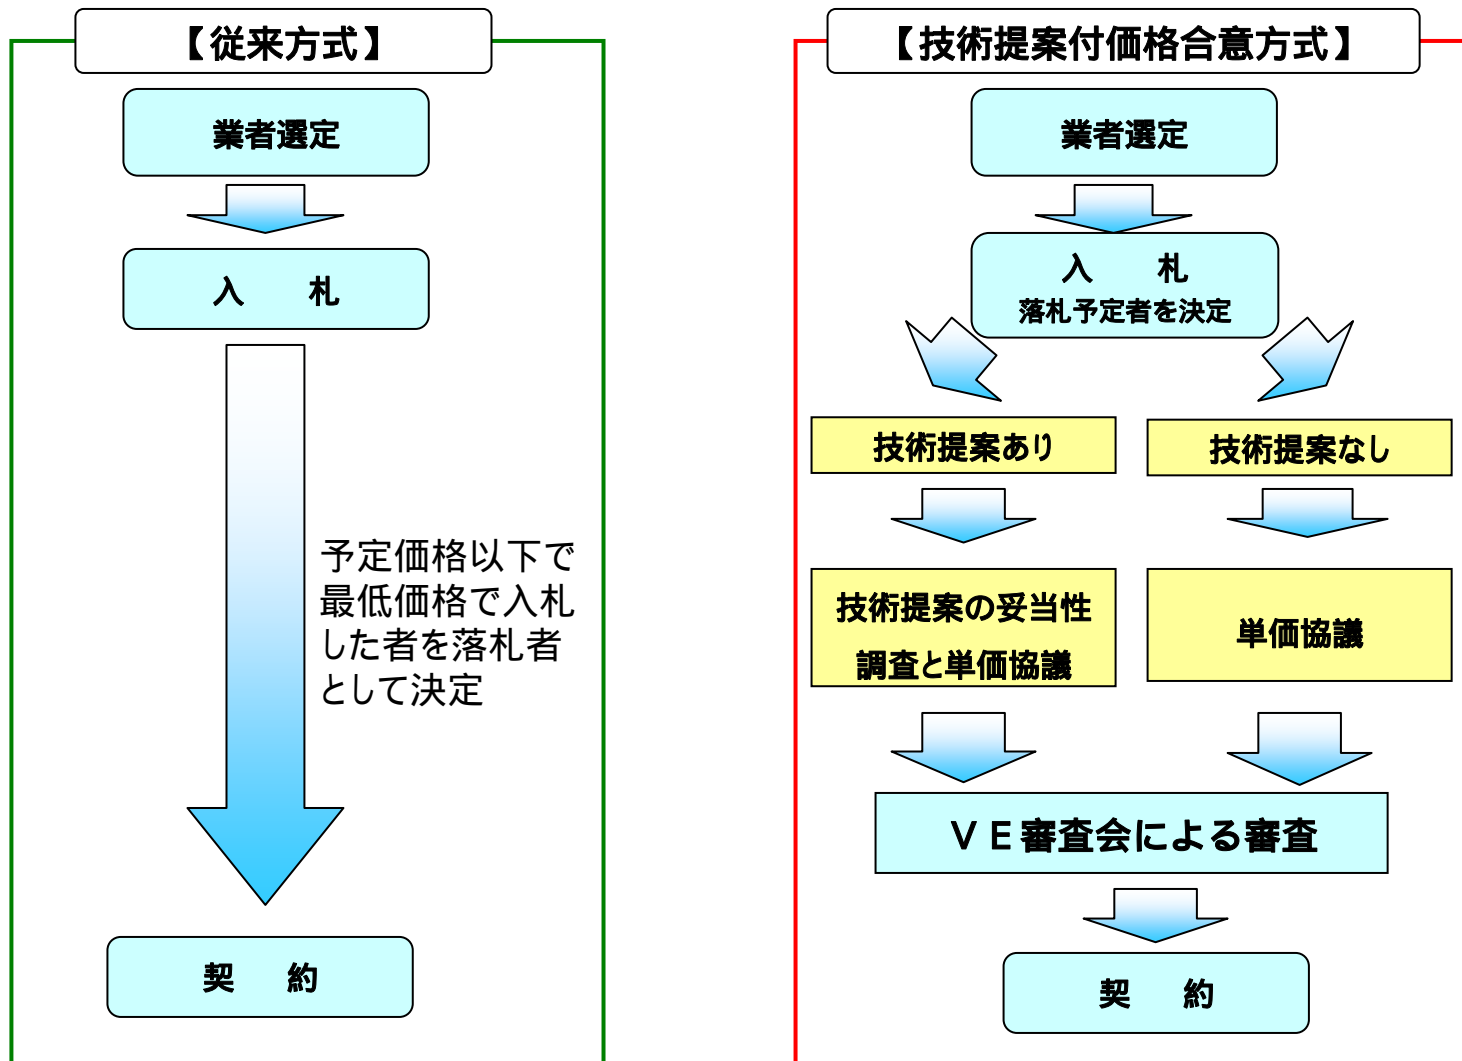 【従来方式】
業者選定
入　　札
予定価格以下で
最低価格で入札
した者を落札者
として決定
契　約
【技術提案付価格合意方式】
業者選定
入　　札
落札予定者を決定
技術提案あり
技術提案なし
技術提案の妥当性
調査と単価協議
単価協議
ＶＥ審査会による審査
契　約